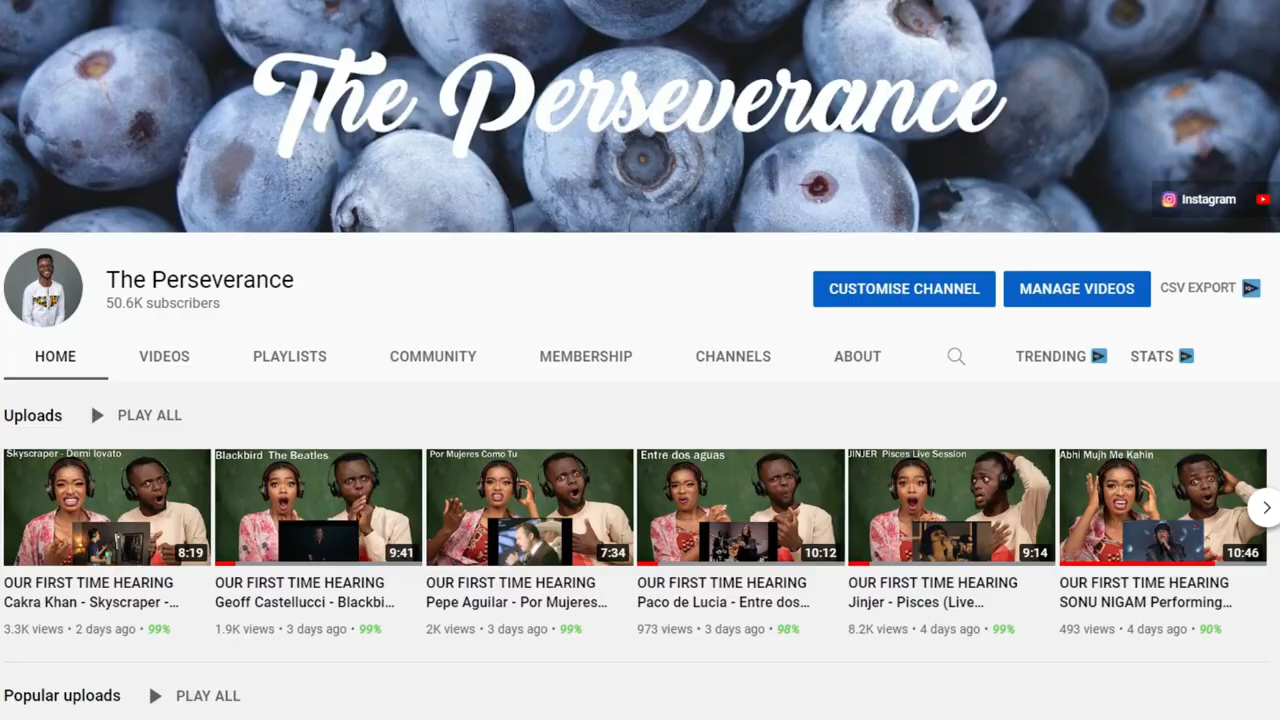 The Perseverance
Instagram
The Perseverance
50.6K subscribers
CUSTOMISE CHANNEL
MANAGE VIDEOS
CSV EXPORT
HOME
VIDEOS
PLAYLISTS
COMMUNITY
MEMBERSHIP
CHANNELS
ABOUT
TRENDING
STATS
Uploads
PLAY ALL
Skyscraper - Demi lovato
8:19
OUR FIRST TIME HEARING
Cakra Khan - Skyscraper -...
3.3K views • 2 days ago • 99%
Blackbird The Beatles
9:41
OUR FIRST TIME HEARING
Geoff Castellucci - Blackbi...
1.9K views • 3 days ago • 99%
Por Mujeres Como Tu
7:34
OUR FIRST TIME HEARING
Pepe Aguilar - Por Mujeres...
2K views • 3 days ago • 99%
Entre dos aguas
10:12
OUR FIRST TIME HEARING
Paco de Lucia - Entre dos...
973 views • 3 days ago • 98%
JINJER Pisces Live Session
9:14
OUR FIRST TIME HEARING
Jinjer - Pisces (Live...
8.2K views • 4 days ago • 99%
Abhi Mujh Me Kahin
10:46
OUR FIRST TIME HEARING
SONU NIGAM Performing...
493 views • 4 days ago • 90%
Popular uploads
PLAY ALL